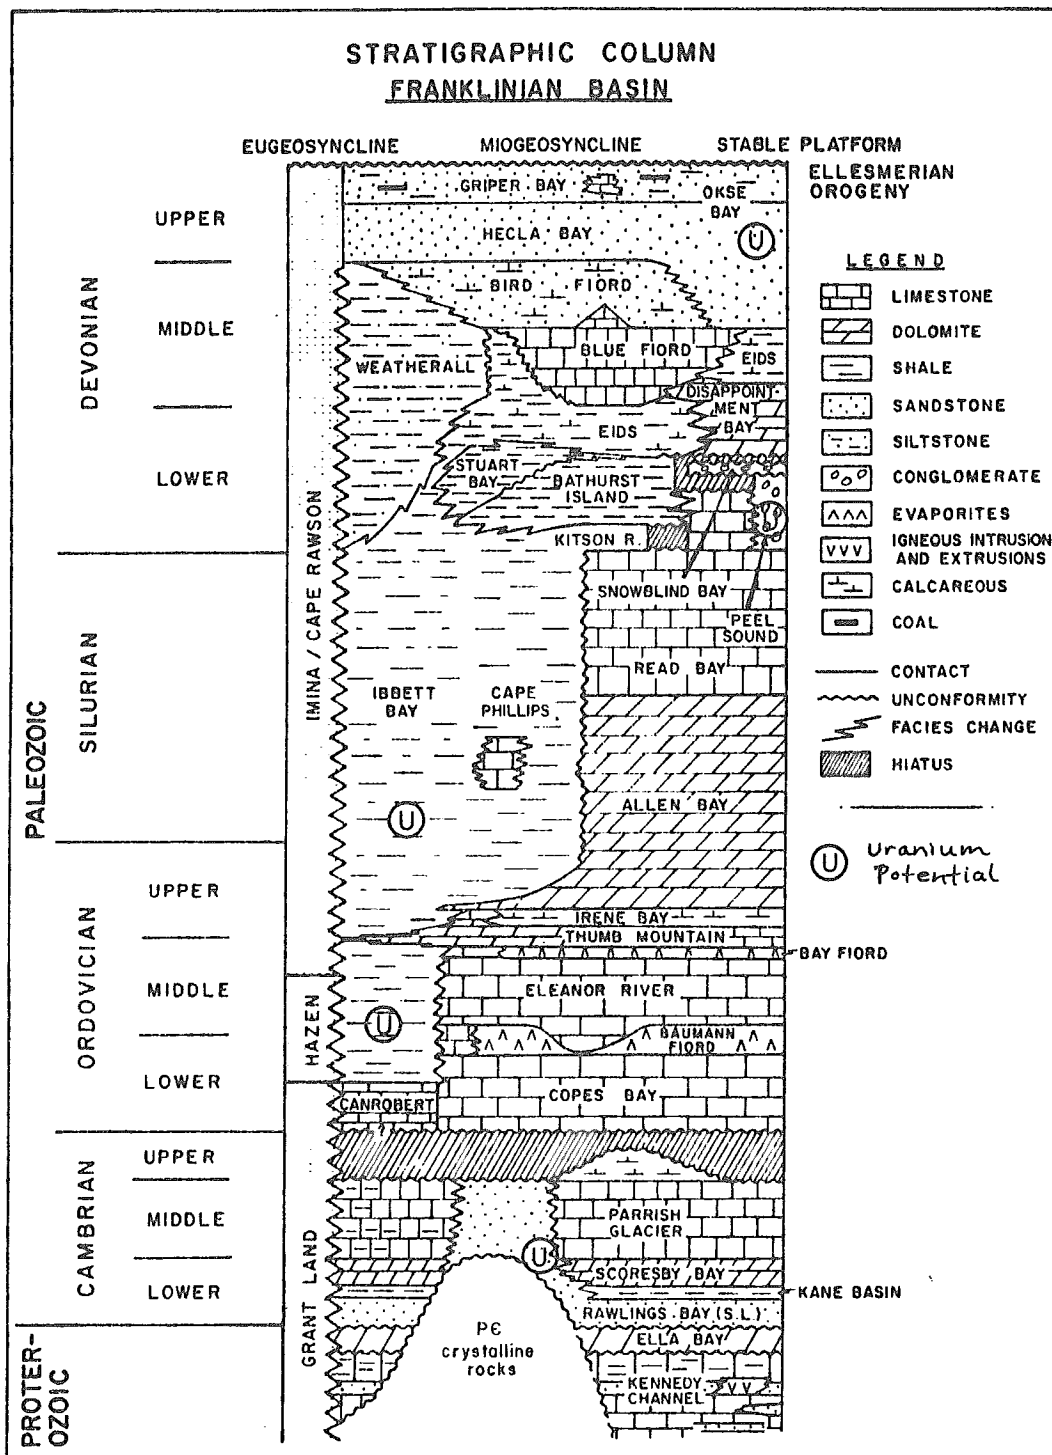 STRATIGRAPHIC COLUMN
FRANKLINIAN BASIN
EUGEOSYNCLINE MIOGEOSYNCLINE STABLE PLATFORM
ELLESMERIAN
OROGENY
PALEOZOIC
PROTER-
OZOIC
DEVONIAN
UPPER
MIDDLE
LOWER
SILURIAN
ORDOVICIAN
UPPER
MIDDLE
LOWER
CAMBRIAN
UPPER
MIDDLE
LOWER
IMINA / CAPE RAWSON
HAZEN
GRANT LAND
GRIPER BAY
OKSE
BAY
HECLA BAY
U
BIRD FIORD
BLUE FIORD
WEATHERALL
EIDS
DISAPPOINT-
MENT
BAY
EIDS
STUART
BAY
BATHURST
ISLAND
KITSON R.
U
SNOWBLIND BAY
PEEL
SOUND
READ BAY
IBBETT
BAY
CAPE
PHILLIPS
U
ALLEN BAY
IRENE BAY
THUMB MOUNTAIN
BAY FIORD
ELEANOR RIVER
U
BAUMANN
FIORD
CANROBERT
?
COPES BAY
PARRISH
GLACIER
U
SCORESBY BAY
KANE BASIN
RAWLINGS BAY (S.L.)
ELLA BAY
P€
crystalline
rocks
KENNEDY
CHANNEL
LEGEND
LIMESTONE
DOLOMITE
SHALE
SANDSTONE
SILTSTONE
CONGLOMERATE
EVAPORITES
IGNEOUS INTRUSION
AND EXTRUSIONS
CALCAREOUS
COAL
CONTACT
UNCONFORMITY
FACIES CHANGE
HIATUS
U Uranium
Potential